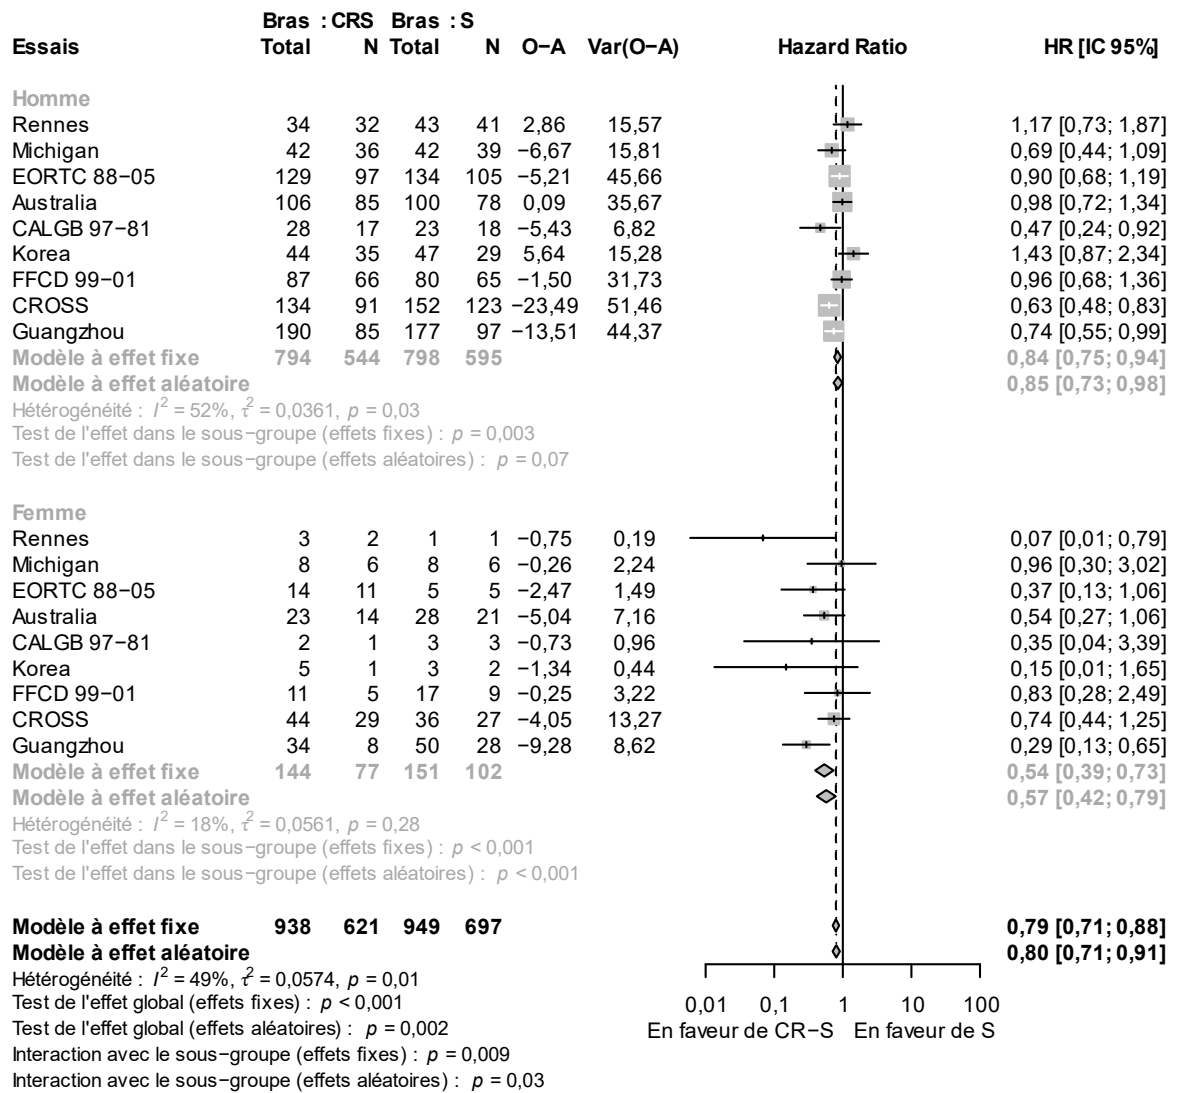 Bras : CRS Bras : S
Essais Total N Total N O−A Var(O−A) Hazard Ratio HR [IC 95%]
Homme
Rennes 34 32 43 41 2,86 15,57 1,17 [0,73; 1,87]
Michigan 42 36 42 39 −6,67 15,81 0,69 [0,44; 1,09]
EORTC 88−05 129 97 134 105 −5,21 45,66 0,90 [0,68; 1,19]
Australia 106 85 100 78 0,09 35,67 0,98 [0,72; 1,34]
CALGB 97−81 28 17 23 18 −5,43 6,82 0,47 [0,24; 0,92]
Korea 44 35 47 29 5,64 15,28 1,43 [0,87; 2,34]
FFCD 99−01 87 66 80 65 −1,50 31,73 0,96 [0,68; 1,36]
CROSS 134 91 152 123 −23,49 51,46 0,63 [0,48; 0,83]
Guangzhou 190 85 177 97 −13,51 44,37 0,74 [0,55; 0,99]
Modèle à effet fixe 794 544 798 595 0,84 [0,75; 0,94]
Modèle à effet aléatoire 0,85 [0,73; 0,98]
Hétérogénéité : I² = 52%, τ² = 0,0361, p = 0,03
Test de l'effet dans le sous−groupe (effets fixes) : p = 0,003
Test de l'effet dans le sous−groupe (effets aléatoires) : p = 0,07
Femme
Rennes 3 2 1 1 −0,75 0,19 0,07 [0,01; 0,79]
Michigan 8 6 8 6 −0,26 2,24 0,96 [0,30; 3,02]
EORTC 88−05 14 11 5 5 −2,47 1,49 0,37 [0,13; 1,06]
Australia 23 14 28 21 −5,04 7,16 0,54 [0,27; 1,06]
CALGB 97−81 2 1 3 3 −0,73 0,96 0,35 [0,04; 3,39]
Korea 5 1 3 2 −1,34 0,44 0,15 [0,01; 1,65]
FFCD 99−01 11 5 17 9 −0,25 3,22 0,83 [0,28; 2,49]
CROSS 44 29 36 27 −4,05 13,27 0,74 [0,44; 1,25]
Guangzhou 34 8 50 28 −9,28 8,62 0,29 [0,13; 0,65]
Modèle à effet fixe 144 77 151 102 0,54 [0,39; 0,73]
Modèle à effet aléatoire 0,57 [0,42; 0,79]
Hétérogénéité : I² = 18%, τ² = 0,0561, p = 0,28
Test de l'effet dans le sous−groupe (effets fixes) : p < 0,001
Test de l'effet dans le sous−groupe (effets aléatoires) : p < 0,001
Modèle à effet fixe 938 621 949 697 0,79 [0,71; 0,88]
Modèle à effet aléatoire 0,80 [0,71; 0,91]
Hétérogénéité : I² = 49%, τ² = 0,0574, p = 0,01
Test de l'effet global (effets fixes) : p < 0,001
Test de l'effet global (effets aléatoires) : p = 0,002
Interaction avec le sous−groupe (effets fixes) : p = 0,009
Interaction avec le sous−groupe (effets aléatoires) : p = 0,03
0,01 0,1 1 10 100
En faveur de CR−S En faveur de S